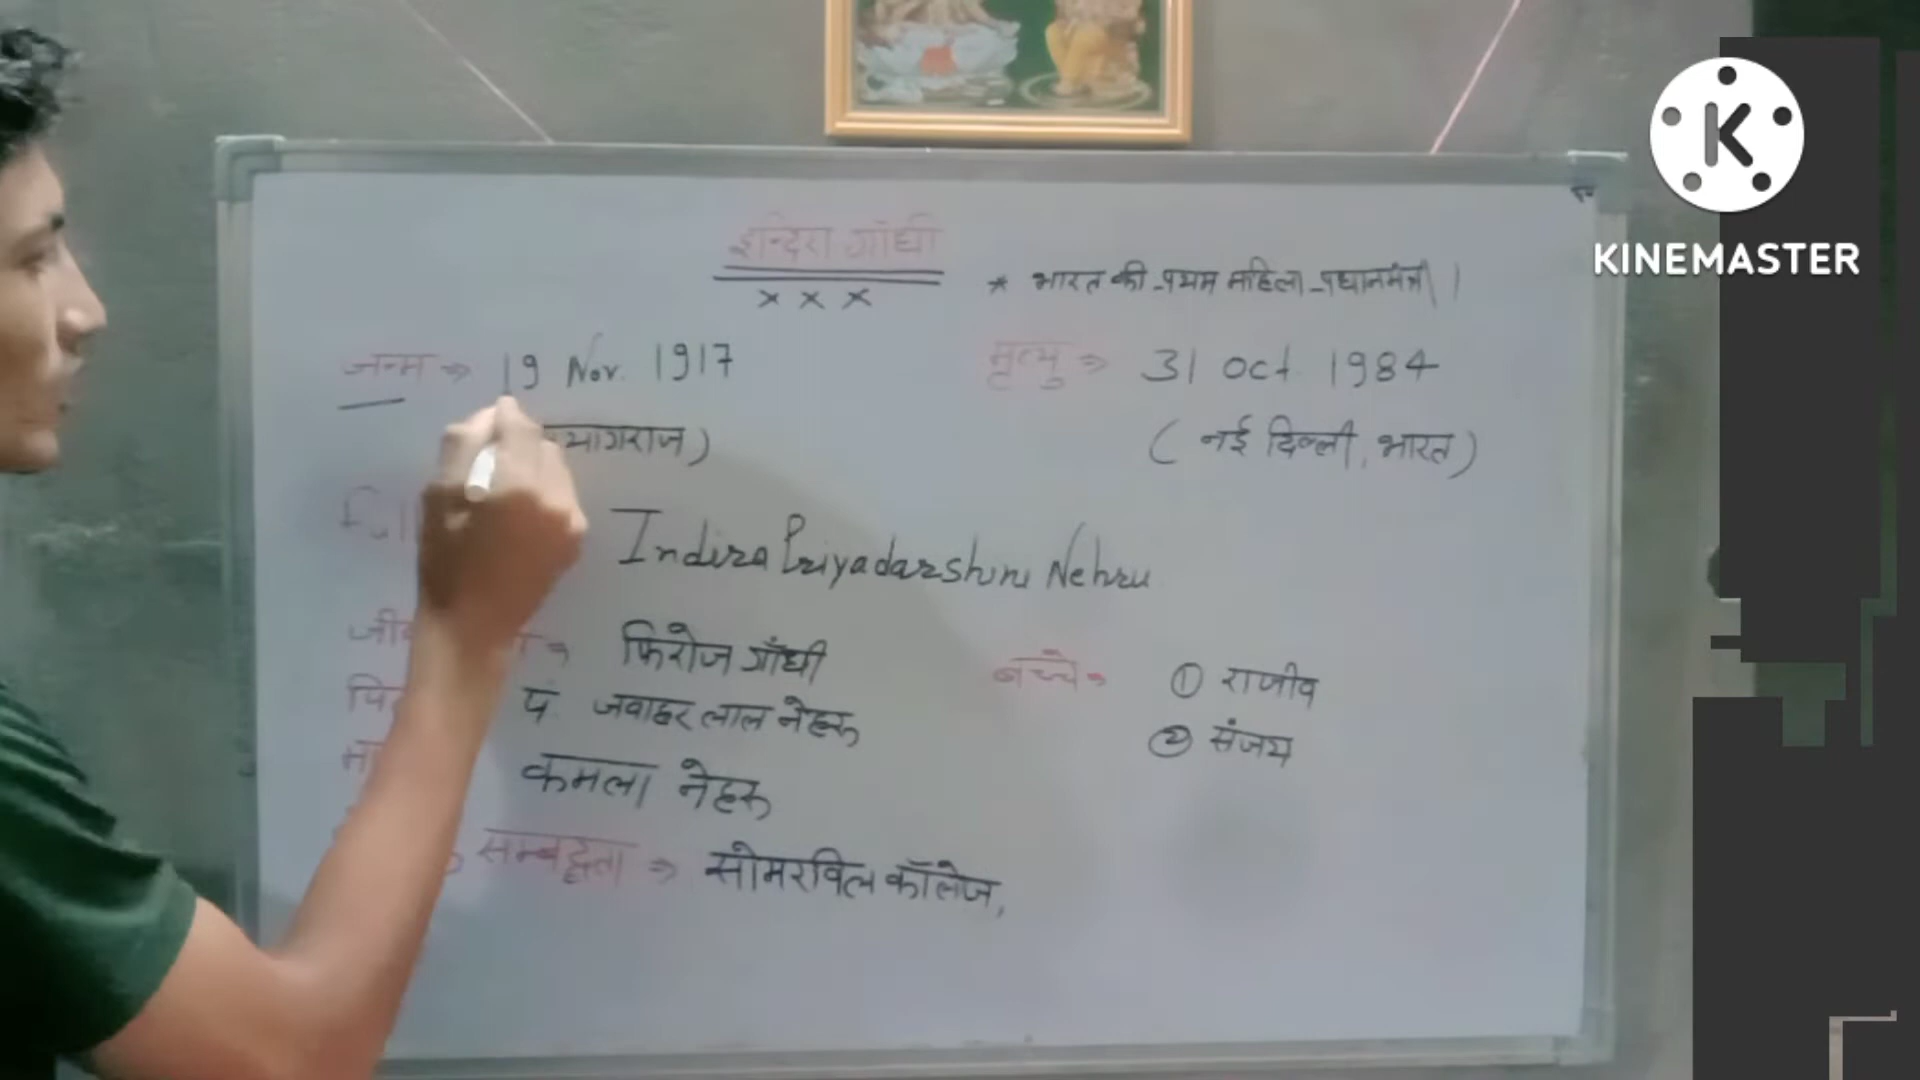 इन्दिरा गाँधी
x x x
* भारत की प्रथम महिला प्रधानमंत्री ।
जन्म ⇒ 19 Nov. 1917
मृत्यु ⇒ 31 Oct 1984
यागराज)
( नई दिल्ली, भारत )
Full
Indira Priyadarshini Nehru
फिरोज गाँधी
बच्चे ⇒ ① राजीव
② संजय
पं. जवाहर लाल नेहरू
कमला नेहरू
सम्बद्धता ⇒ सोमरविल कॉलेज,
K
KINEMASTER